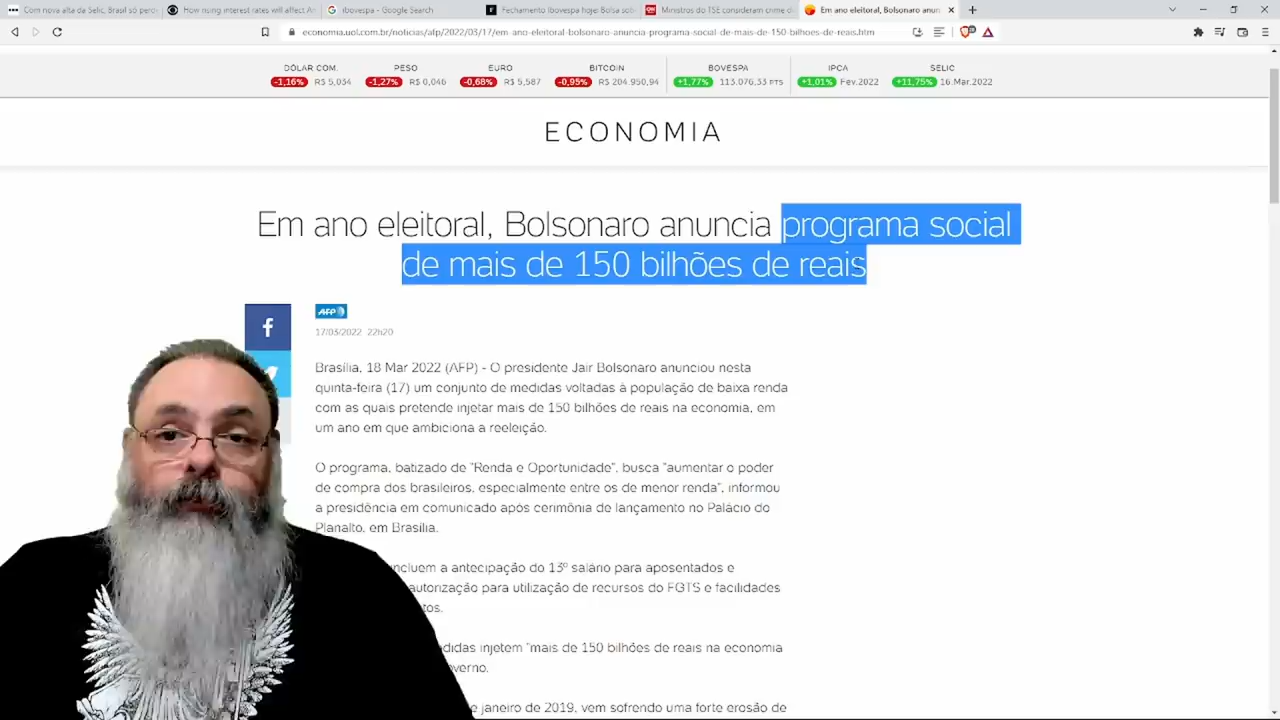 Com nova alta da Selic, Brasil só perde
How rising interest rates will affect Am
ibovespa - Google Search
Fechamento Ibovespa hoje: Bolsa sob
Ministros do TSE consideram crime d
Em ano eleitoral, Bolsonaro anun
economia.uol.com.br/noticias/afp/2022/03/17/em-ano-eleitoral-bolsonaro-anuncia-programa-social-de-mais-de-150-bilhoes-de-reais.htm
DÓLAR COM. PESO EURO BITCOIN BOVESPA IPCA SELIC
-1,16% R$ 5,034 -1,27% R$ 0,046 -0,68% R$ 5,587 -0,95% R$ 204.950,94 +1,77% 113.076,33 PTS +1,01% Fev.2022 +11,75% 16.Mar.2022
ECONOMIA
Em ano eleitoral, Bolsonaro anuncia programa social
de mais de 150 bilhões de reais
AFP
17/03/2022 22h20
Brasília, 18 Mar 2022 (AFP) - O presidente Jair Bolsonaro anunciou nesta
quinta-feira (17) um conjunto de medidas voltadas à população de baixa renda
com as quais pretende injetar mais de 150 bilhões de reais na economia, em
um ano em que ambiciona a reeleição.
O programa, batizado de "Renda e Oportunidade", busca "aumentar o poder
de compra dos brasileiros, especialmente entre os de menor renda", informou
a presidência em comunicado após cerimônia de lançamento no Palácio do
Planalto, em Brasília.
ncluem a antecipação do 13º salário para aposentados e
autorização para utilização de recursos do FGTS e facilidades
tos.
didas injetem "mais de 150 bilhões de reais na economia
verno.
e janeiro de 2019, vem sofrendo uma forte erosão de